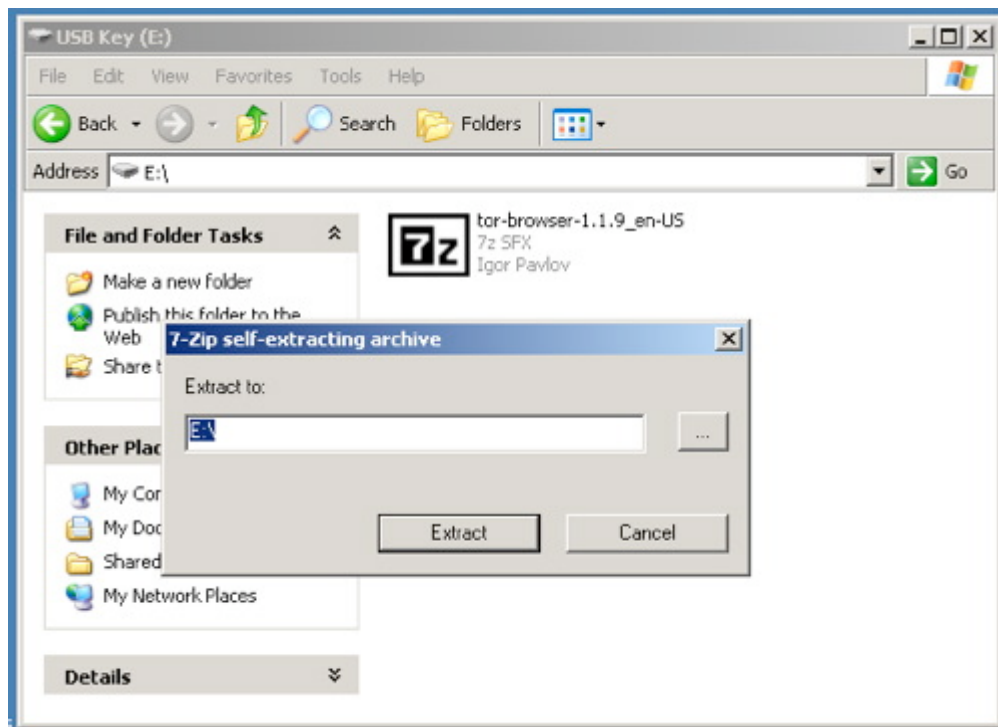 USB Key (E:)
File Edit View Favorites Tools Help
Back Search Folders
Address E:\ Go
File and Folder Tasks
Make a new folder
Publish this folder to the
Web
Share t
tor-browser-1.1.9_en-US
7z SFX
Igor Pavlov
7z
7-Zip self-extracting archive
Extract to:
E:\
...
Extract Cancel
Other Plac
My Cor
My Doc
Shared
My Network Places
Details